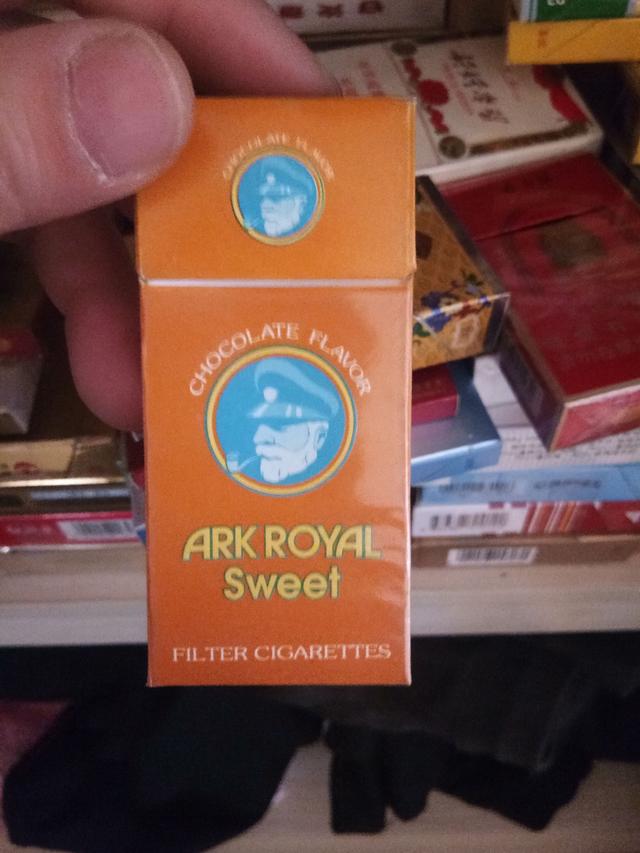 CHOCOLATE FLAVOR
CHOCOLATE FLAVOR
ARK ROYAL
Sweet
FILTER CIGARETTES